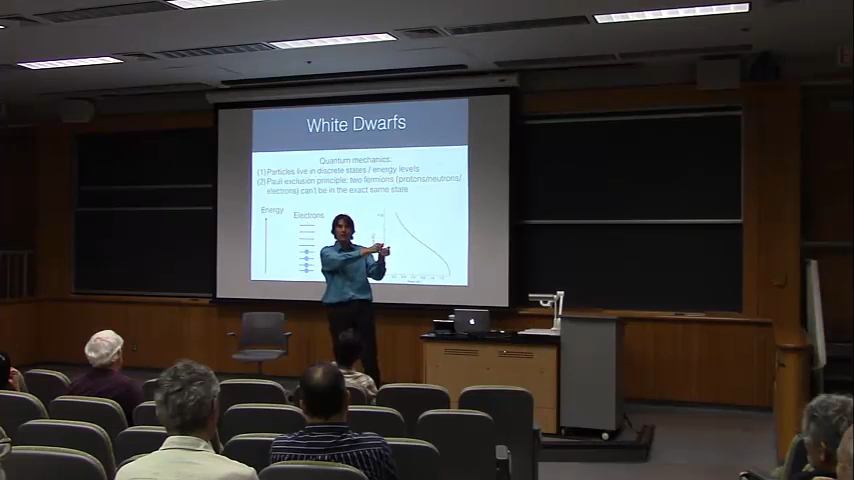 White Dwarfs
Quantum mechanics:
(1) Particles live in discrete states / energy levels
(2) Pauli exclusion principle: two fermions (protons/neutrons/
electrons) can't be in the exact same state
Energy
Electrons